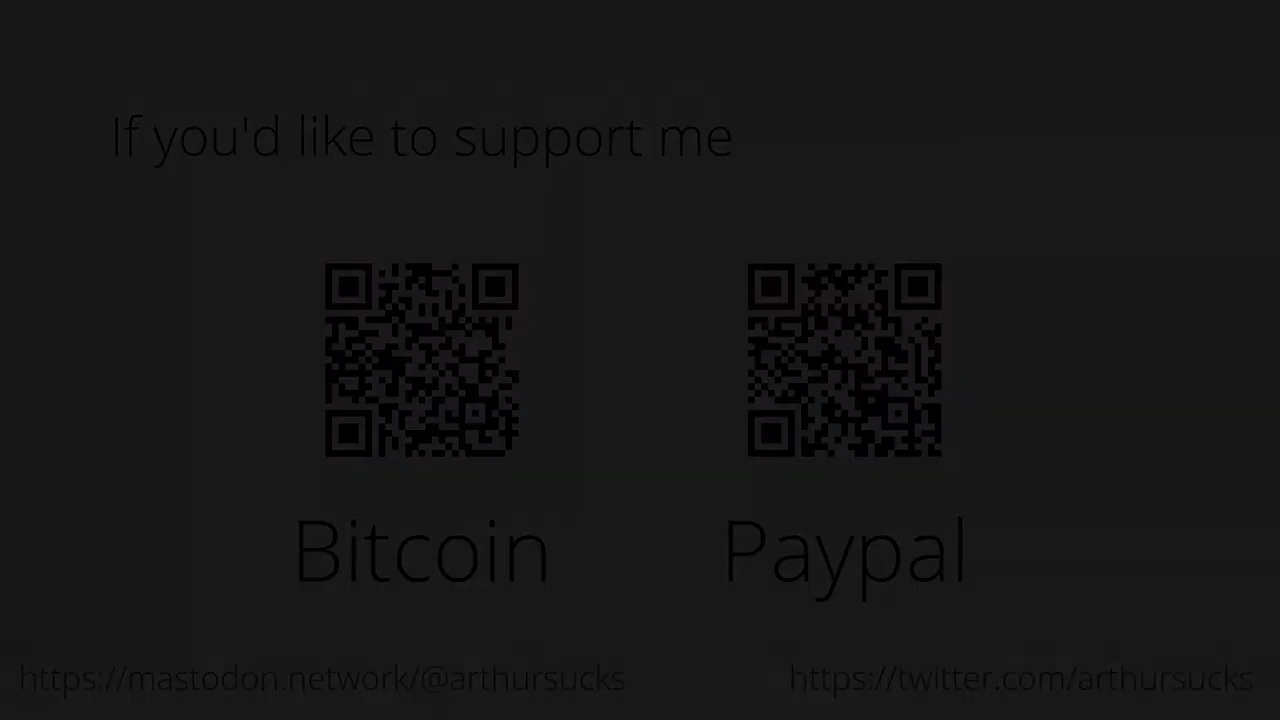 If you'd like to support me
Bitcoin Paypal
https://mastodon.network/@arthursucks https://twitter.com/arthursucks